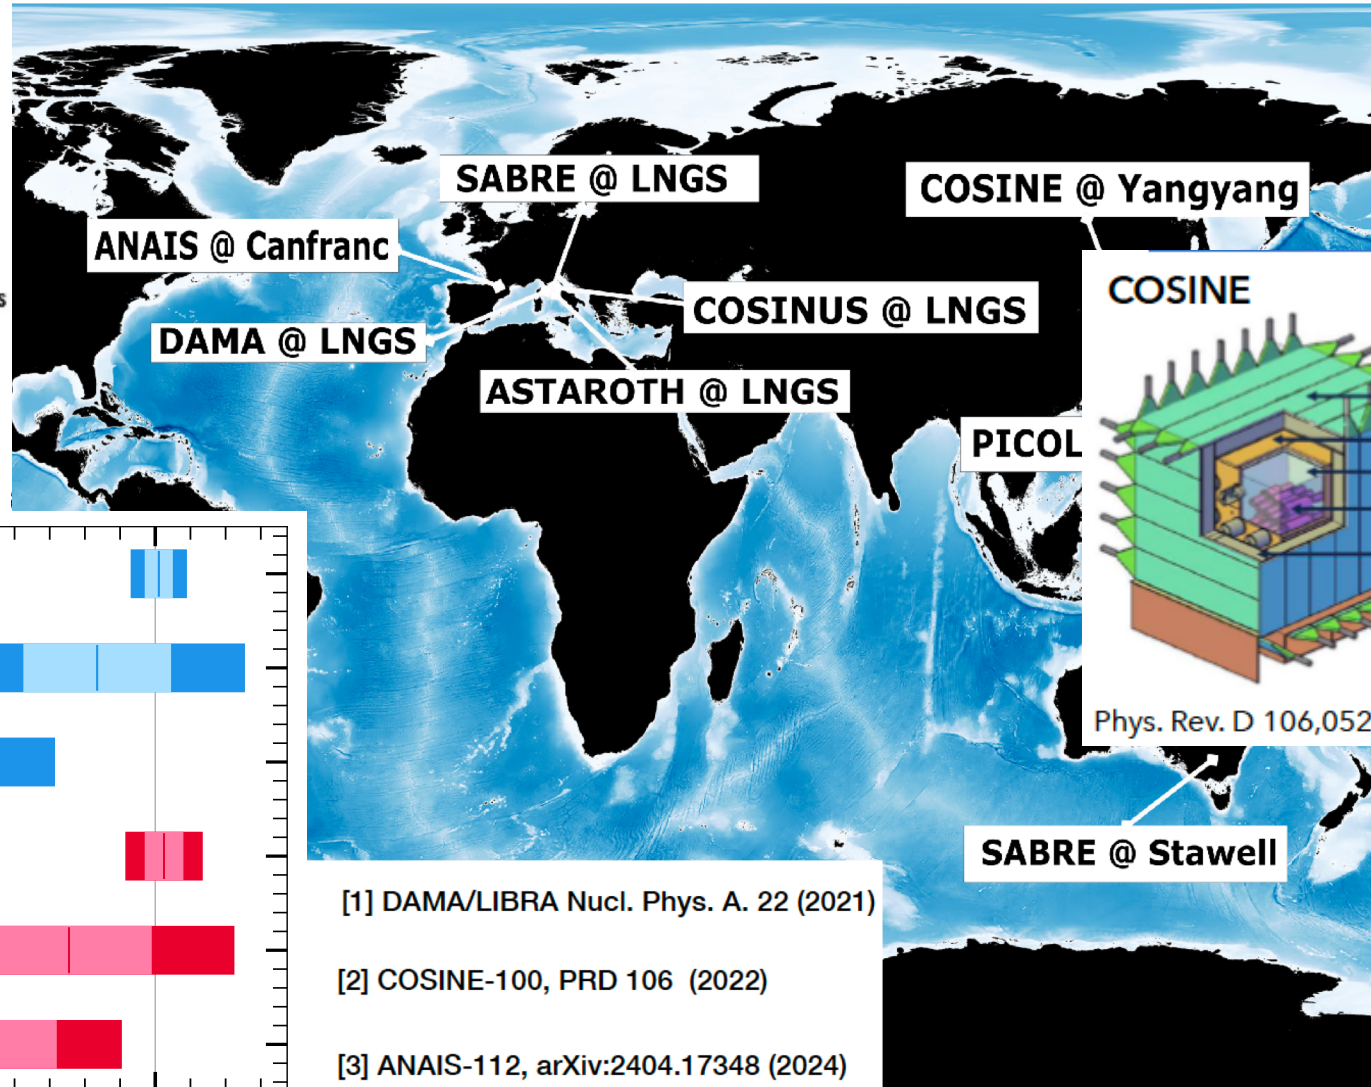 SABRE @ LNGS
COSINE @ Yangyang
ANAIS @ Canfranc
COSINE
COSINUS @ LNGS
DAMA @ LNGS
ASTAROTH @ LNGS
PICOL
Phys. Rev. D 106,052
SABRE @ Stawell
[1] DAMA/LIBRA Nucl. Phys. A. 22 (2021)
[2] COSINE-100, PRD 106 (2022)
[3] ANAIS-112, arXiv:2404.17348 (2024)